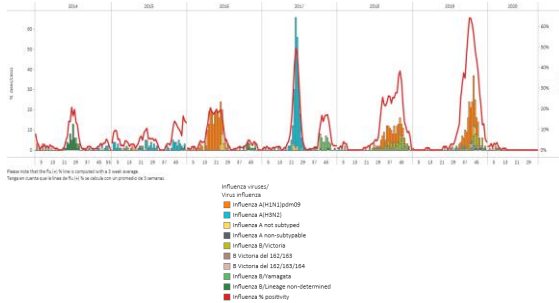 2014 2015 2016 2017 2018 2019 2020
60
50
40
30
20
10
0
60%
50%
40%
30%
20%
10%
0%
Please note that the flu (+) % line is computed with a 3 week average.
Tenga en cuenta que la línea de flu (+) % se calcula con un promedio de 3 semanas.
Influenza viruses/
Virus influenza
Influenza A(H1N1)pdm09
Influenza A(H3N2)
Influenza A not subtyped
Influenza A non-subtypable
Influenza B/Victoria
B Victoria del 162/163
B Victoria del 162/163/164
Influenza B/Yamagata
Influenza B/Lineage non-determined
Influenza % positivity